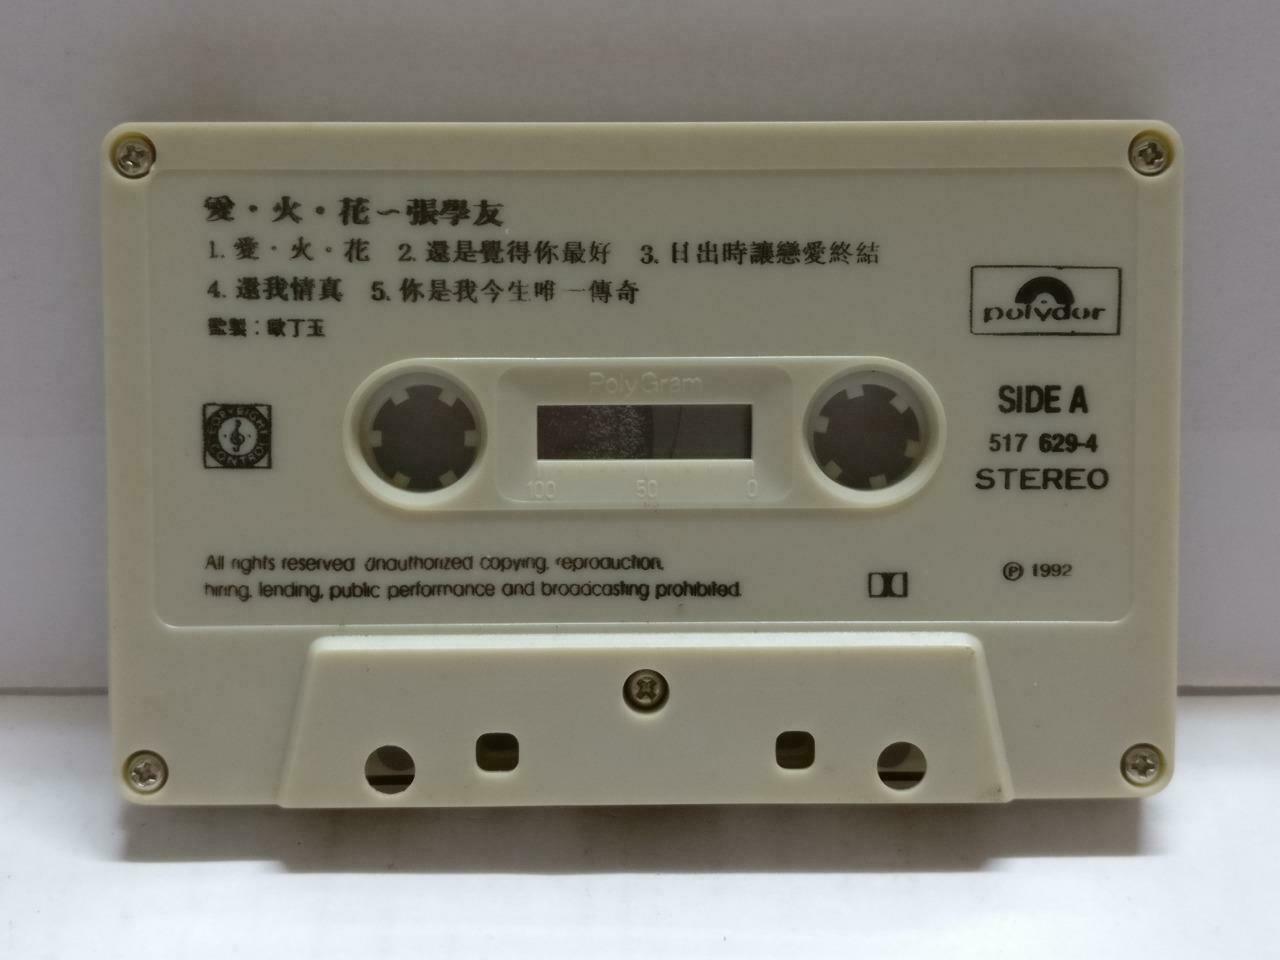 愛·火·花-張學友
1. 愛·火·花 2. 還是覺得你最好 3. 日出時讓戀愛終結
4. 還我情真 5. 你是我今生唯一傳奇
監製:歐丁玉
polydor
PolyGram
SIDE A
517 629-4
STEREO
COPYRIGHT
CONTROL
100 50 0
All rights reserved Unauthorized copying, reproduction,
hiring, lending, public performance and broadcasting prohibited.
℗ 1992